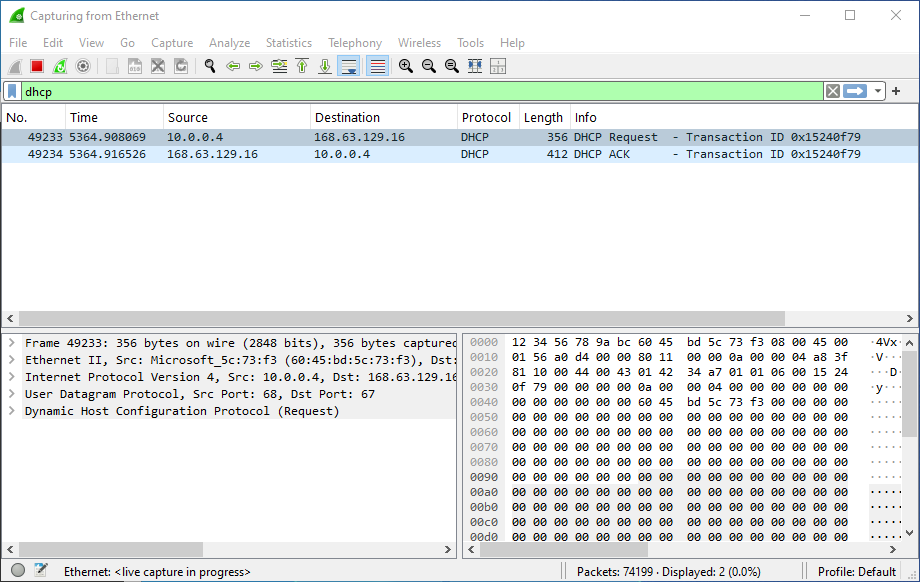 Capturing from Ethernet
File Edit View Go Capture Analyze Statistics Telephony Wireless Tools Help
dhcp
No. Time Source Destination Protocol Length Info
49233 5364.908069 10.0.0.4 168.63.129.16 DHCP 356 DHCP Request - Transaction ID 0x15240f79
49234 5364.916526 168.63.129.16 10.0.0.4 DHCP 412 DHCP ACK - Transaction ID 0x15240f79
Frame 49233: 356 bytes on wire (2848 bits), 356 bytes captured
Ethernet II, Src: Microsoft_5c:73:f3 (60:45:bd:5c:73:f3), Dst:
Internet Protocol Version 4, Src: 10.0.0.4, Dst: 168.63.129.16
User Datagram Protocol, Src Port: 68, Dst Port: 67
Dynamic Host Configuration Protocol (Request)
0000 12 34 56 78 9a bc 60 45 bd 5c 73 f3 08 00 45 00 ·4Vx
0010 01 56 a0 d4 00 00 80 11 00 00 0a 00 00 04 a8 3f ·V··
0020 81 10 00 44 00 43 01 42 34 a7 01 01 06 00 15 24 ···D
0030 0f 79 00 00 00 00 0a 00 00 04 00 00 00 00 00 00 ·y··
0040 00 00 00 00 00 00 60 45 bd 5c 73 f3 00 00 00 00 ····
0050 00 00 00 00 00 00 00 00 00 00 00 00 00 00 00 00 ····
0060 00 00 00 00 00 00 00 00 00 00 00 00 00 00 00 00 ····
0070 00 00 00 00 00 00 00 00 00 00 00 00 00 00 00 00 ····
0080 00 00 00 00 00 00 00 00 00 00 00 00 00 00 00 00 ····
0090 00 00 00 00 00 00 00 00 00 00 00 00 00 00 00 00 ····
00a0 00 00 00 00 00 00 00 00 00 00 00 00 00 00 00 00 ····
00b0 00 00 00 00 00 00 00 00 00 00 00 00 00 00 00 00 ····
00c0 00 00 00 00 00 00 00 00 00 00 00 00 00 00 00 00 ····
00d0 00 00 00 00 00 00 00 00 00 00 00 00 00 00 00 00 ····
Ethernet: <live capture in progress> Packets: 74199 · Displayed: 2 (0.0%) Profile: Default